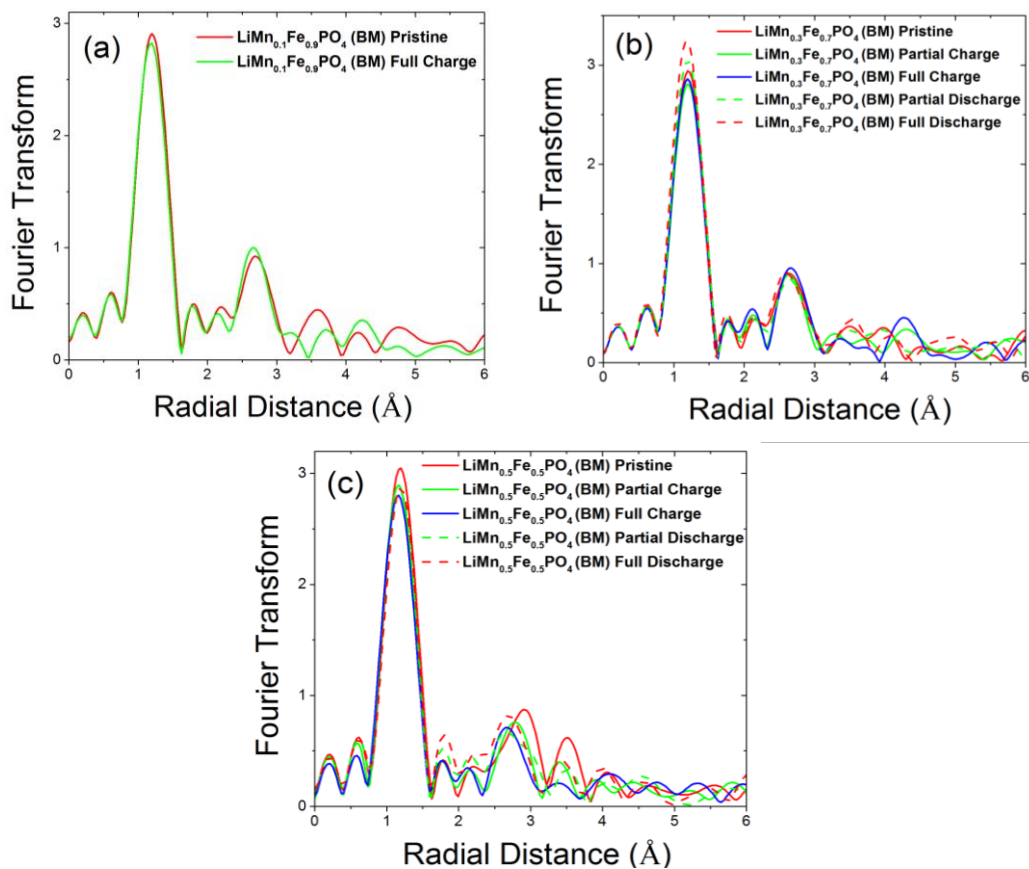 (a)
LiMn₀.₁Fe₀.₉PO₄ (BM) Pristine
LiMn₀.₁Fe₀.₉PO₄ (BM) Full Charge
Fourier Transform
3
2
1
0
0 1 2 3 4 5 6
Radial Distance (Å)
(b)
LiMn₀.₃Fe₀.₇PO₄ (BM) Pristine
LiMn₀.₃Fe₀.₇PO₄ (BM) Partial Charge
LiMn₀.₃Fe₀.₇PO₄ (BM) Full Charge
LiMn₀.₃Fe₀.₇PO₄ (BM) Partial Discharge
LiMn₀.₃Fe₀.₇PO₄ (BM) Full Discharge
Fourier Transform
3
2
1
0
0 1 2 3 4 5 6
Radial Distance (Å)
(c)
LiMn₀.₅Fe₀.₅PO₄ (BM) Pristine
LiMn₀.₅Fe₀.₅PO₄ (BM) Partial Charge
LiMn₀.₅Fe₀.₅PO₄ (BM) Full Charge
LiMn₀.₅Fe₀.₅PO₄ (BM) Partial Discharge
LiMn₀.₅Fe₀.₅PO₄ (BM) Full Discharge
Fourier Transform
3
2
1
0
0 1 2 3 4 5 6
Radial Distance (Å)